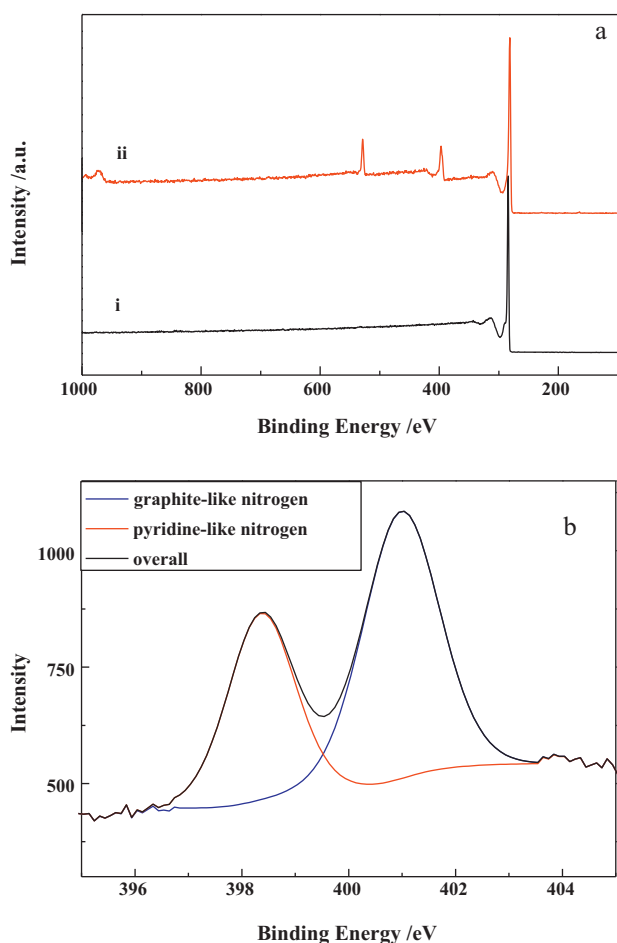 a
ii
i
Intensity /a.u.
1000 800 600 400 200
Binding Energy /eV
graphite-like nitrogen
pyridine-like nitrogen
overall
b
1000
750
500
Intensity
396 398 400 402 404
Binding Energy /eV